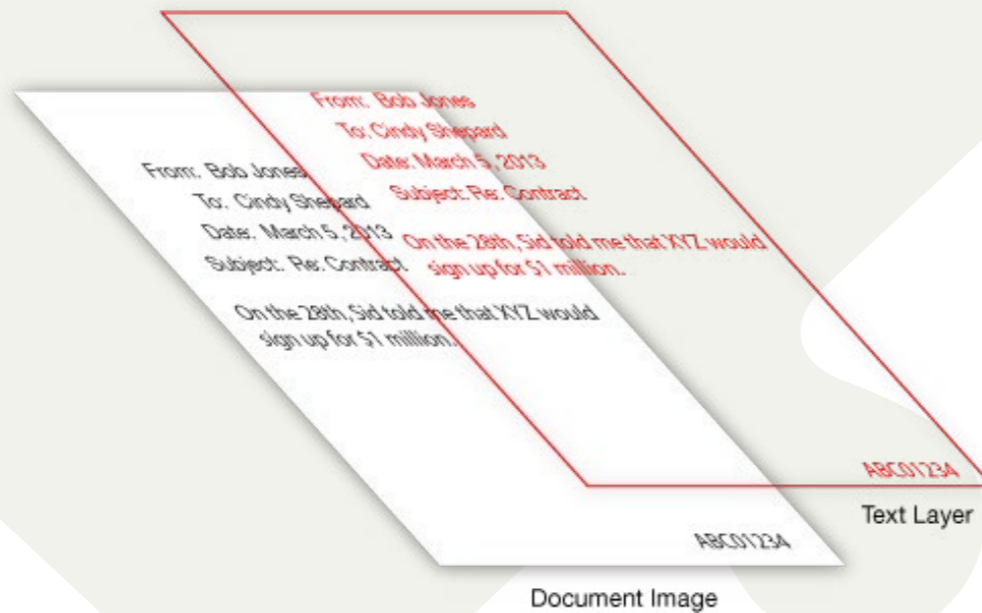 From: Bob Jones
To: Cindy Shepard
Date: March 5, 2013
Subject: Re: Contract
On the 28th, Sid told me that XYZ would
sign up for $1 million.
ABC01234
Text Layer
From: Bob Jones
To: Cindy Shepard
Date: March 5, 2013
Subject: Re: Contract
On the 28th, Sid told me that XYZ would
sign up for $1 million.
ABC01234
Document Image